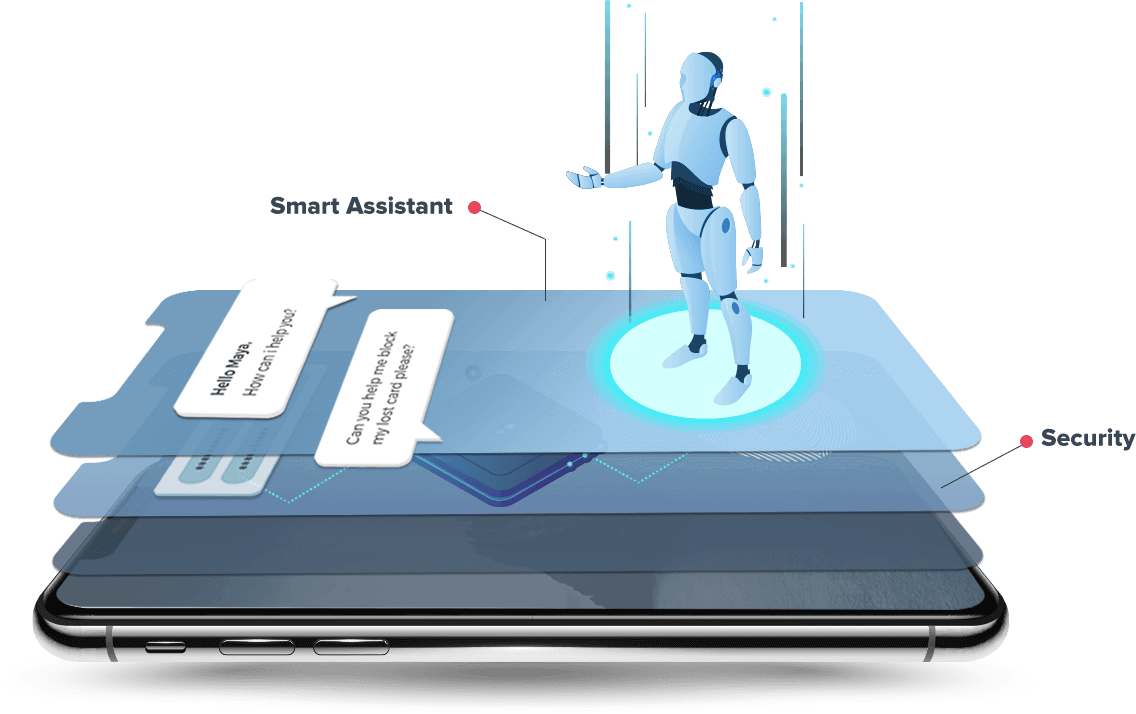 Smart Assistant
Hello Maya,
How can i help you?
Can you help me block
my lost card please?
Security